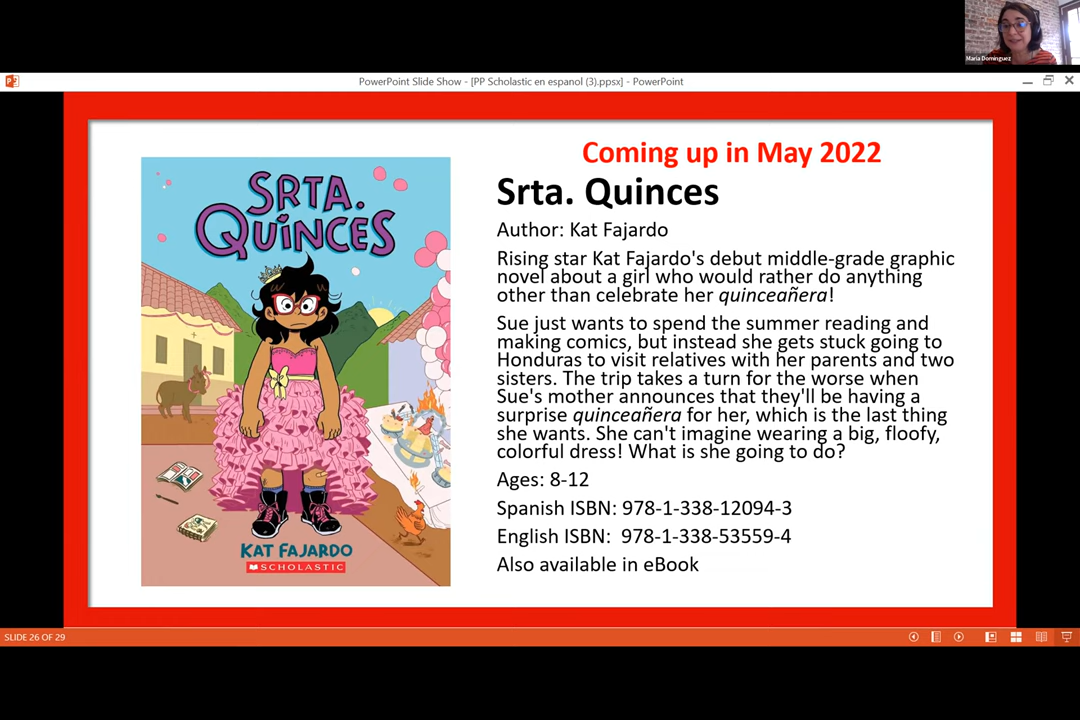 Maria Dominguez
PowerPoint Slide Show - [PP Scholastic en espanol (3).ppsx] - PowerPoint
Coming up in May 2022
Srta. Quinces
Author: Kat Fajardo
Rising star Kat Fajardo's debut middle-grade graphic
novel about a girl who would rather do anything
other than celebrate her quinceañera!
Sue just wants to spend the summer reading and
making comics, but instead she gets stuck going to
Honduras to visit relatives with her parents and two
sisters. The trip takes a turn for the worse when
Sue's mother announces that they'll be having a
surprise quinceañera for her, which is the last thing
she wants. She can't imagine wearing a big, floofy,
colorful dress! What is she going to do?
Ages: 8-12
Spanish ISBN: 978-1-338-12094-3
English ISBN: 978-1-338-53559-4
Also available in eBook
SRTA.
QUINCES
KAT FAJARDO
SCHOLASTIC
SLIDE 26 OF 29